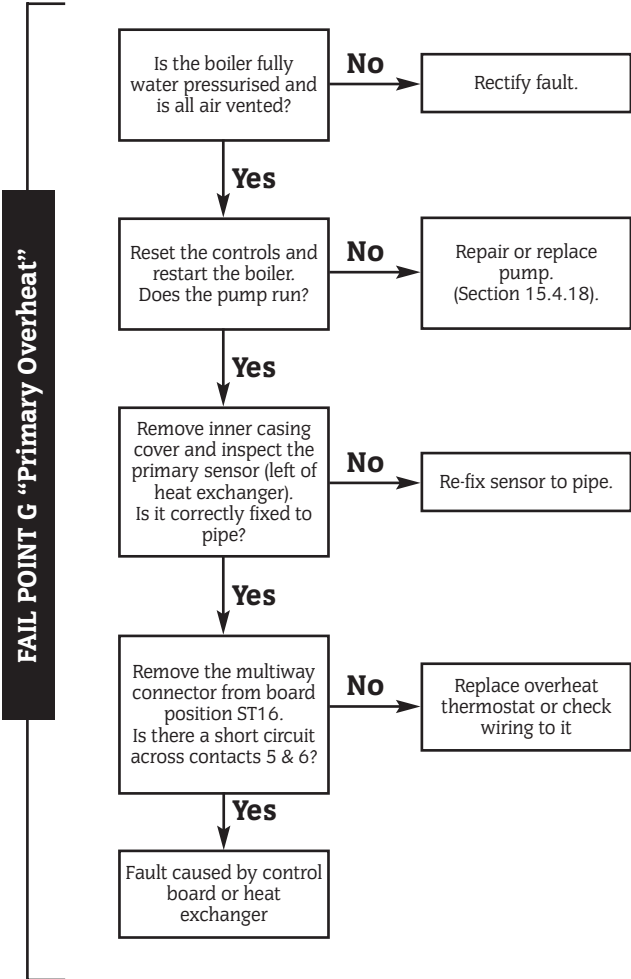 FAIL POINT G “Primary Overheat”
Is the boiler fully
water pressurised and
is all air vented?
No
Rectify fault.
Yes
Reset the controls and
restart the boiler.
Does the pump run?
No
Repair or replace
pump.
(Section 15.4.18).
Yes
Remove inner casing
cover and inspect the
primary sensor (left of
heat exchanger).
Is it correctly fixed to
pipe?
No
Re-fix sensor to pipe.
Yes
Remove the multiway
connector from board
position ST16.
Is there a short circuit
across contacts 5 & 6?
No
Replace overheat
thermostat or check
wiring to it
Yes
Fault caused by control
board or heat
exchanger